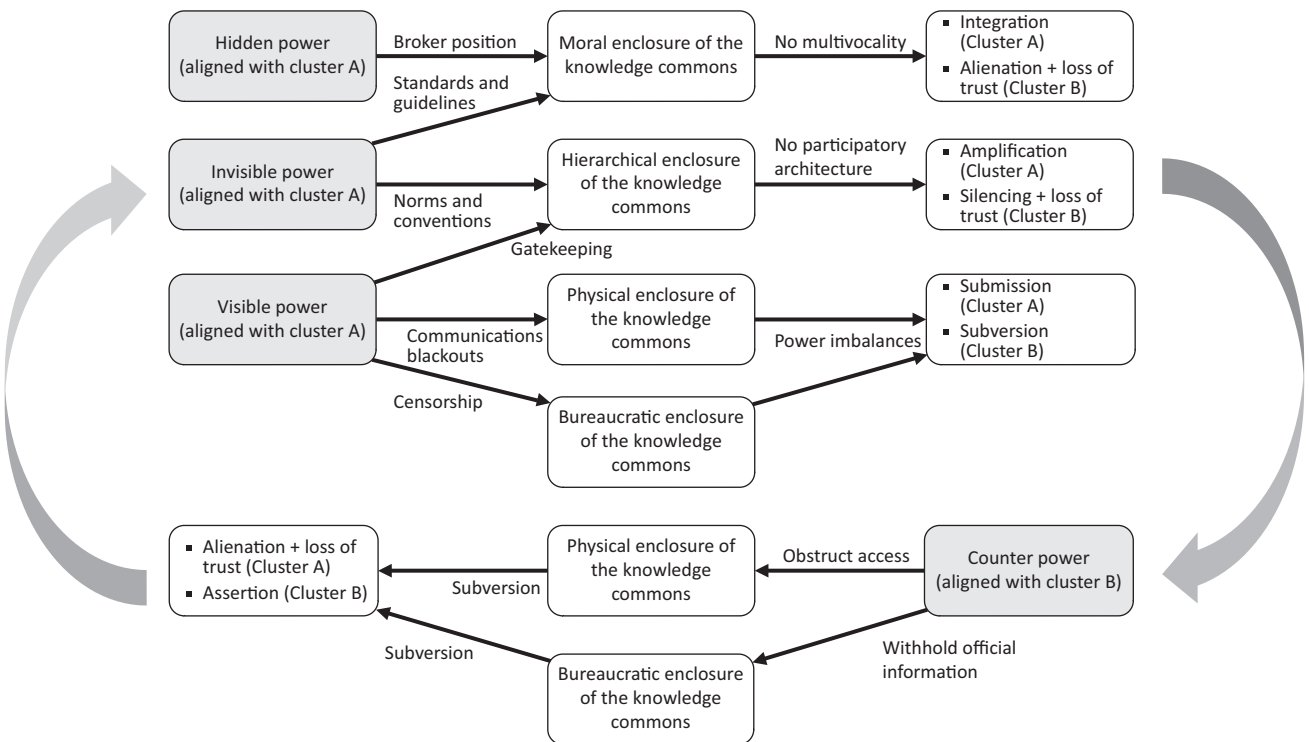 Hidden power
(aligned with cluster A)
Broker position
Moral enclosure of the
knowledge commons
No multivocality
▪ Integration
(Cluster A)
▪ Alienation + loss of
trust (Cluster B)
Standards and
guidelines
Invisible power
(aligned with cluster A)
Norms and
conventions
Hierarchical enclosure
of the knowledge
commons
No participatory
architecture
▪ Amplification
(Cluster A)
▪ Silencing + loss of
trust (Cluster B)
Gatekeeping
Visible power
(aligned with cluster A)
Communications
blackouts
Physical enclosure of
the knowledge
commons
Power imbalances
▪ Submission
(Cluster A)
▪ Subversion
(Cluster B)
Censorship
Bureaucratic enclosure
of the knowledge
commons
▪ Alienation + loss of
trust (Cluster A)
▪ Assertion (Cluster B)
Subversion
Physical enclosure of
the knowledge
commons
Obstruct access
Counter power
(aligned with cluster B)
Subversion
Bureaucratic enclosure
of the knowledge
commons
Withhold official
information